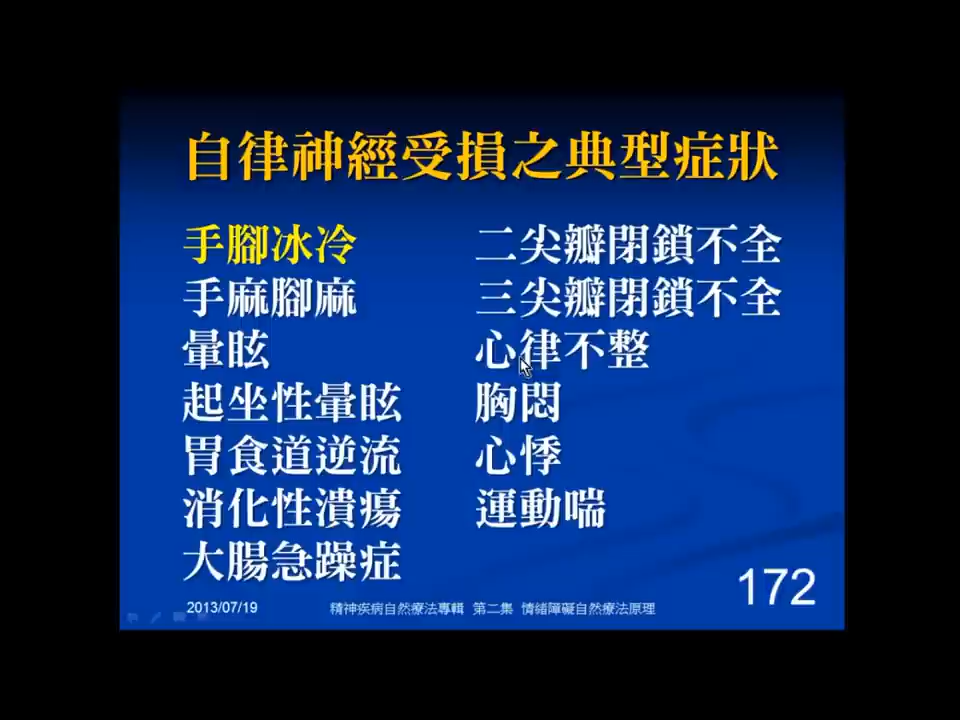 自律神經受損之典型症狀
手腳冰冷
手麻腳麻
暈眩
起坐性暈眩
胃食道逆流
消化性潰瘍
大腸急躁症
二尖瓣閉鎖不全
三尖瓣閉鎖不全
心律不整
胸悶
心悸
運動喘
2013/07/19
精神疾病自然療法專輯 第二集 情緒障礙自然療法原理
172